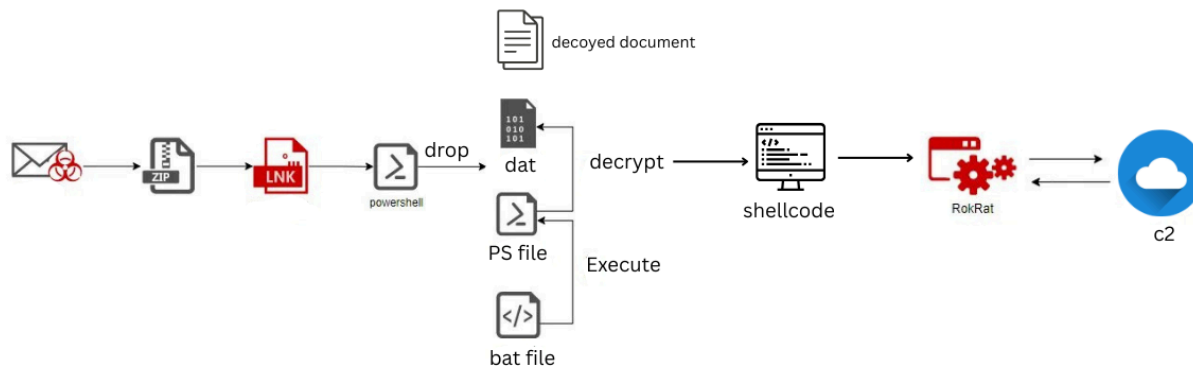 decoyed document
101
010
101
dat
drop
decrypt
ZIP
LNK
powershell
</>
shellcode
RokRat
c2
PS file
Execute
</>
bat file